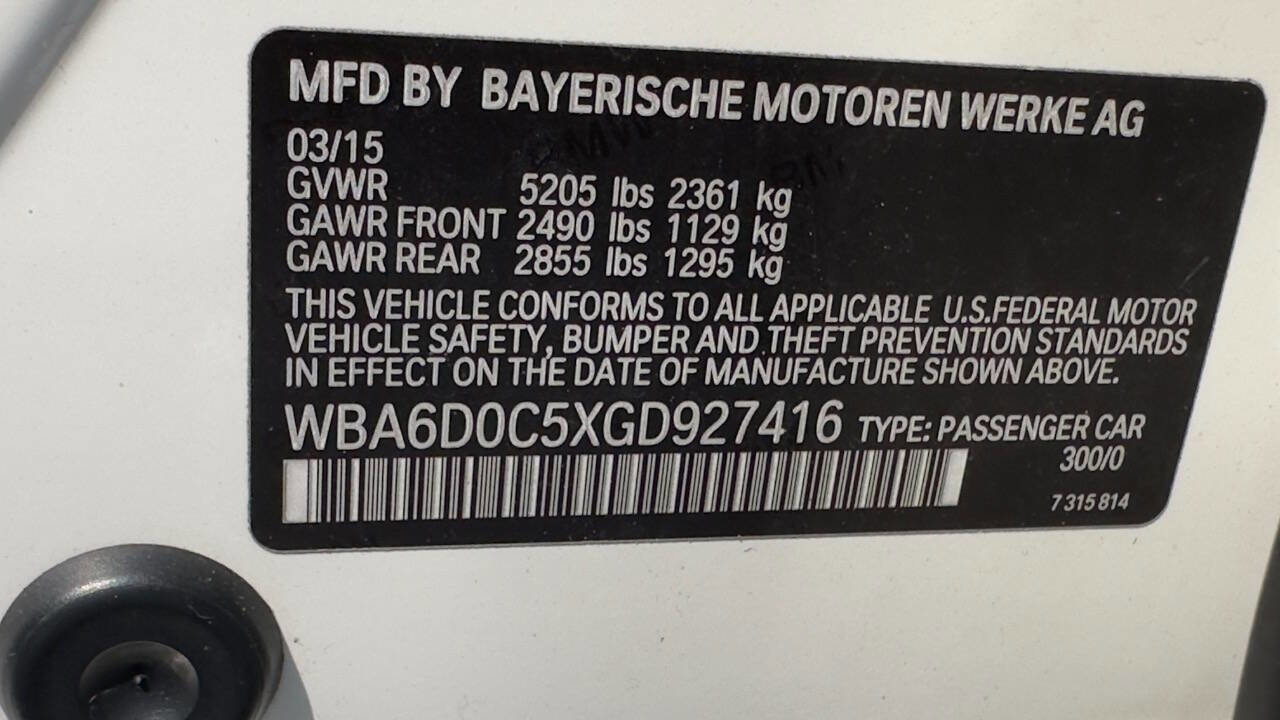 MFD BY BAYERISCHE MOTOREN WERKE AG
03/15
GVWR 5205 lbs 2361 kg
GAWR FRONT 2490 lbs 1129 kg
GAWR REAR 2855 lbs 1295 kg
THIS VEHICLE CONFORMS TO ALL APPLICABLE U.S.FEDERAL MOTOR
VEHICLE SAFETY, BUMPER AND THEFT PREVENTION STANDARDS
IN EFFECT ON THE DATE OF MANUFACTURE SHOWN ABOVE.
WBA6D0C5XGD927416 TYPE: PASSENGER CAR
300/0
7 315 814